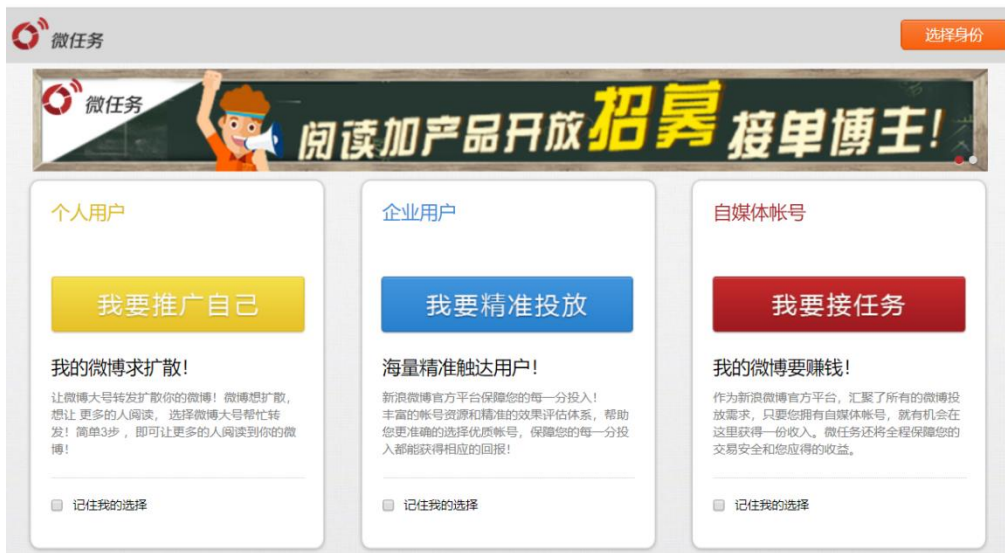 微任务
选择身份
微任务
阅读加产品开放招募接单博主!
个人用户
我要推广自己
我的微博求扩散!
让微博大号转发扩散你的微博! 微博想扩散,
想让 更多的人阅读, 选择微博大号帮忙转
发! 简单3步 , 即可让更多的人阅读到你的微
博!
记住我的选择
企业用户
我要精准投放
海量精准触达用户!
新浪微博官方平台保障您的每一分投入!
丰富的帐号资源和精准的效果评估体系, 帮助
您更准确的选择优质帐号, 保障您的每一分投
入都能获得相应的回报!
记住我的选择
自媒体帐号
我要接任务
我的微博要赚钱!
作为新浪微博官方平台, 汇聚了所有的微博投
放需求, 只要您拥有自媒体帐号, 就有机会在
这里获得一份收入。微任务还将全程保障您的
交易安全和您应得的收益。
记住我的选择